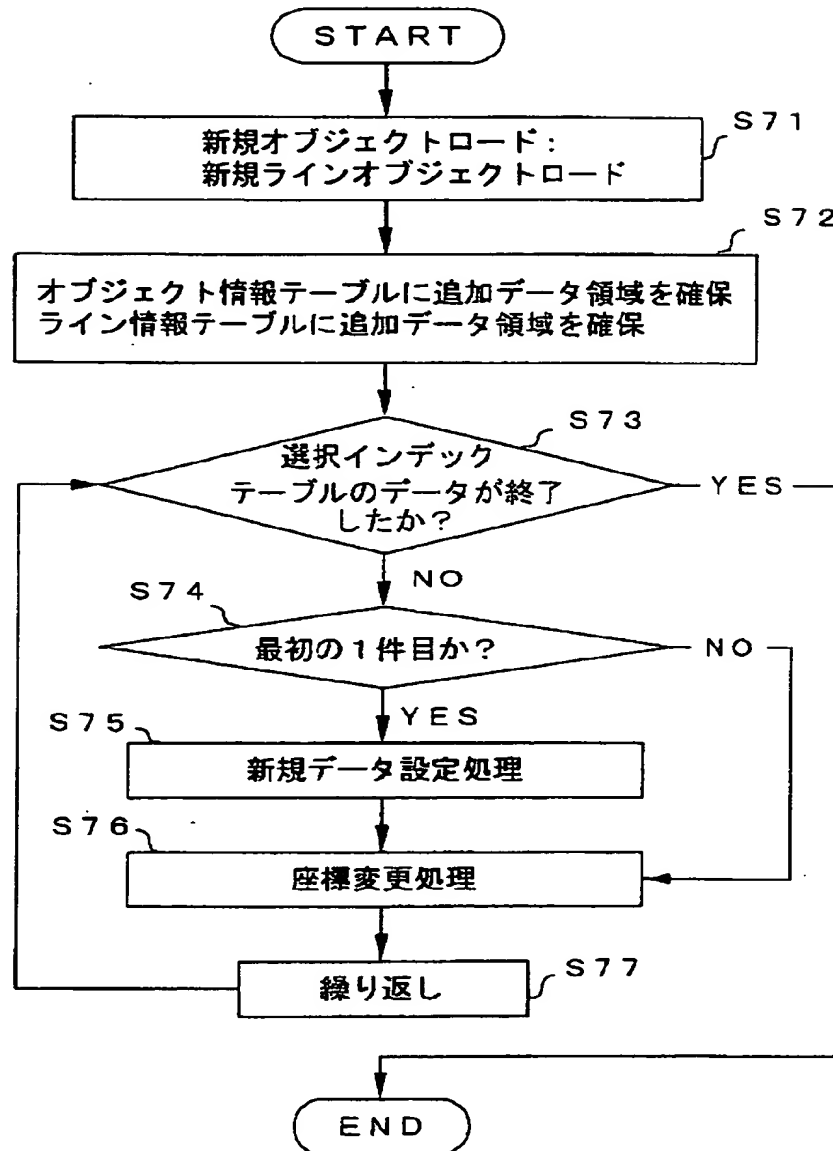 START
S71
新規オブジェクトロード:
新規ラインオブジェクトロード
S72
オブジェクト情報テーブルに追加データ領域を確保
ライン情報テーブルに追加データ領域を確保
S73
選択インデック
テーブルのデータが終了
したか?
YES
NO
S74
最初の1件目か?
NO
YES
S75
新規データ設定処理
S76
座標変更処理
S77
繰り返し
END